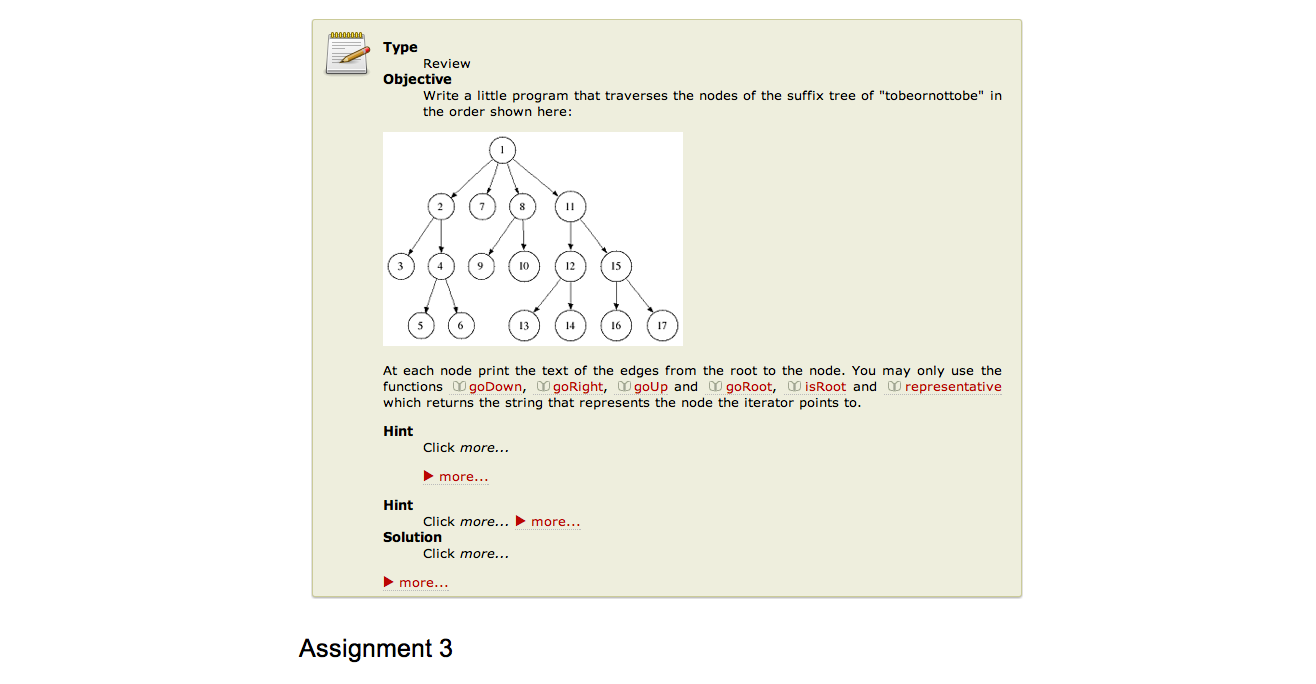 Type
Review
Objective
Write a little program that traverses the nodes of the suffix tree of "tobeornottobe" in
the order shown here:
1
2 7 8 11
3 4 9 10 12 15
5 6 13 14 16 17
At each node print the text of the edges from the root to the node. You may only use the
functions goDown, goRight, goUp and goRoot, isRoot and representative
which returns the string that represents the node the iterator points to.
Hint
Click more...
more...
Hint
Click more... more...
Solution
Click more...
more...
Assignment 3